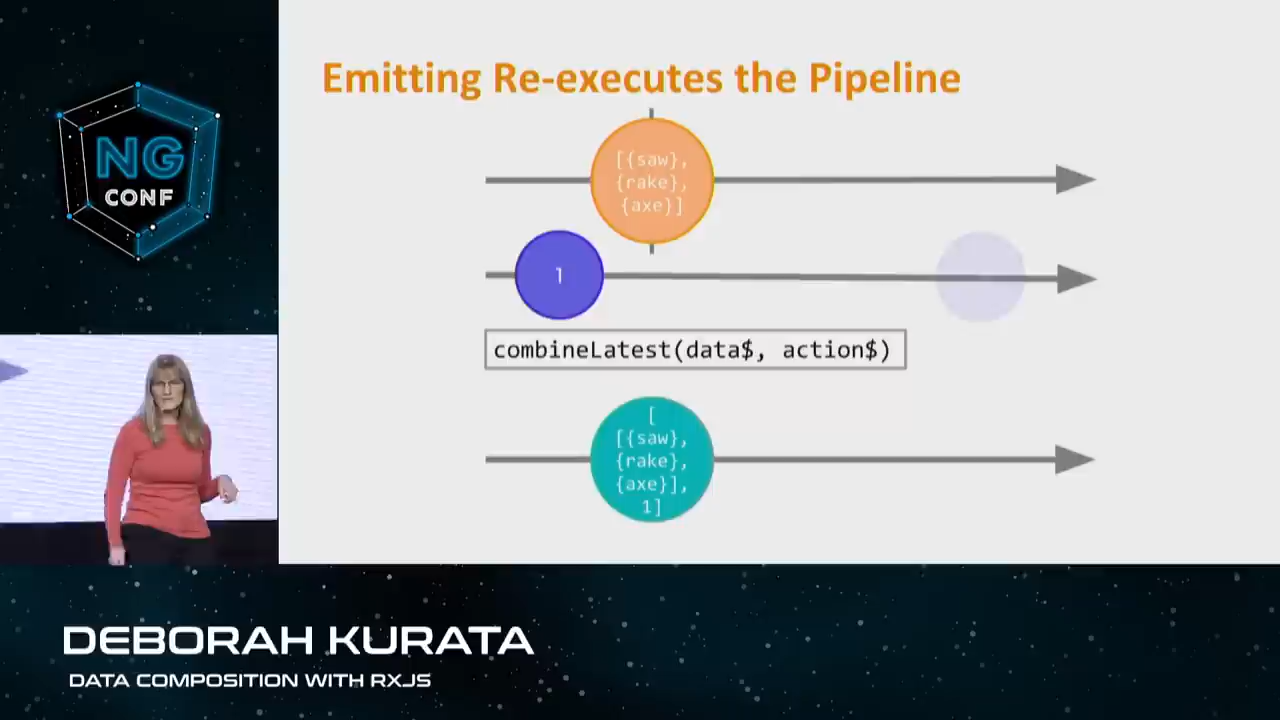 NG
CONF
Emitting Re-executes the Pipeline
[{saw},
{rake},
{axe}]
1
combineLatest(data$, action$)
[
[{saw},
{rake},
{axe}],
1]
DEBORAH KURATA
DATA COMPOSITION WITH RXJS